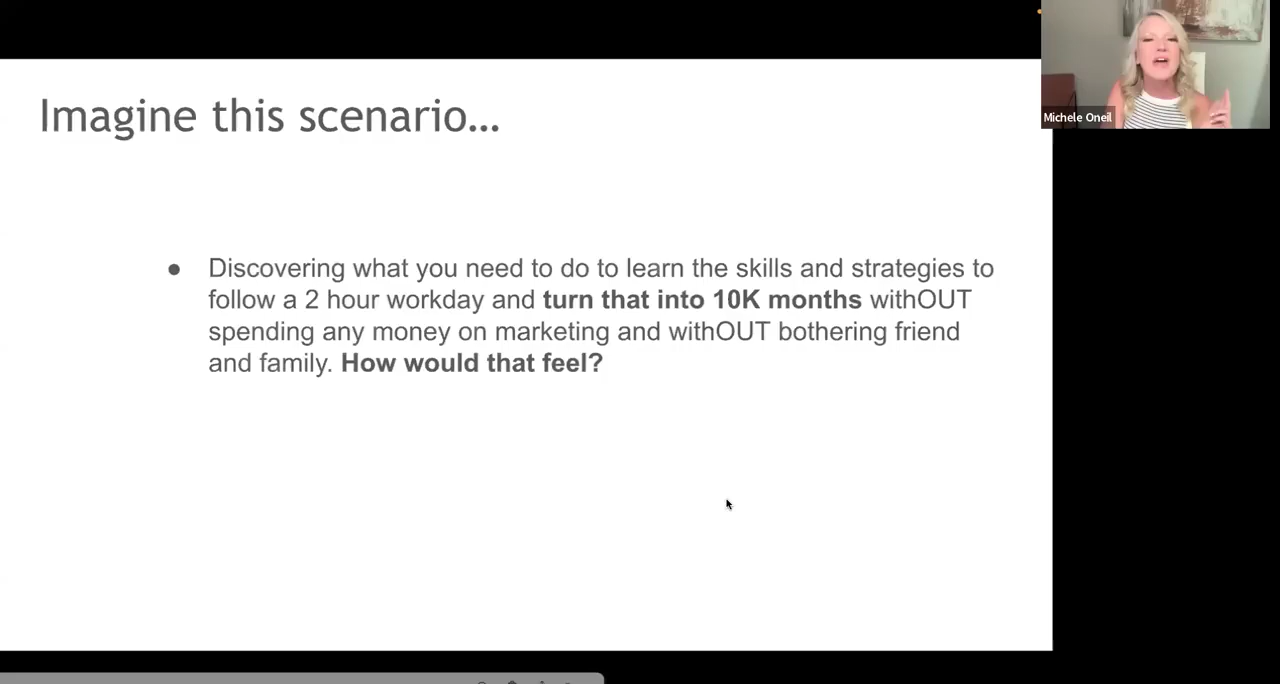 Imagine this scenario...
Michele Oneil
● Discovering what you need to do to learn the skills and strategies to
follow a 2 hour workday and turn that into 10K months withOUT
spending any money on marketing and withOUT bothering friend
and family. How would that feel?